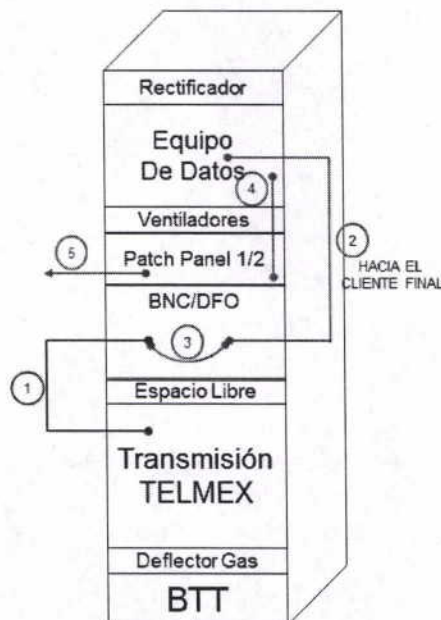 Rectificador
Equipo
De Datos
4
Ventiladores
5
Patch Panel 1/2
2
HACIA EL
CLIENTE FINAL
BNC/DFO
3
1
Espacio Libre
Transmisión
TELMEX
Deflector Gas
BTT